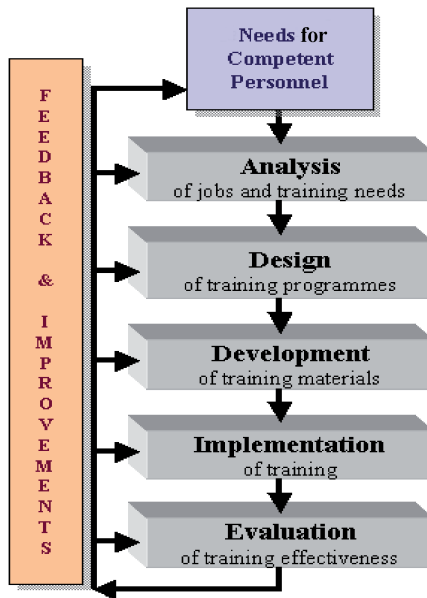 FEEDBACK & IMPROVEMENTS
Needs for
Competent
Personnel
Analysis
of jobs and training needs
Design
of training programmes
Development
of training materials
Implementation
of training
Evaluation
of training effectiveness